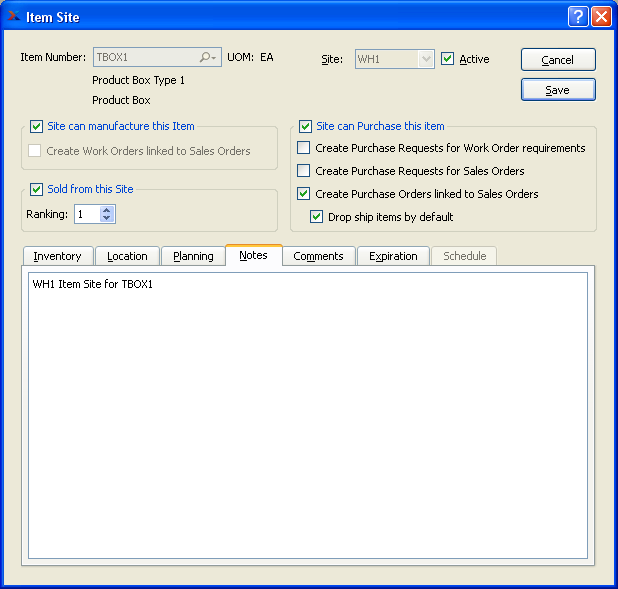 Item Site
Item Number: TBOX1 UOM: EA Site: WH1 Active Cancel
Product Box Type 1
Product Box Save
Site can manufacture this Item
Create Work Orders linked to Sales Orders
Sold from this Site
Ranking: 1
Site can Purchase this item
Create Purchase Requests for Work Order requirements
Create Purchase Requests for Sales Orders
Create Purchase Orders linked to Sales Orders
Drop ship items by default
Inventory Location Planning Notes Comments Expiration Schedule
WH1 Item Site for TBOX1